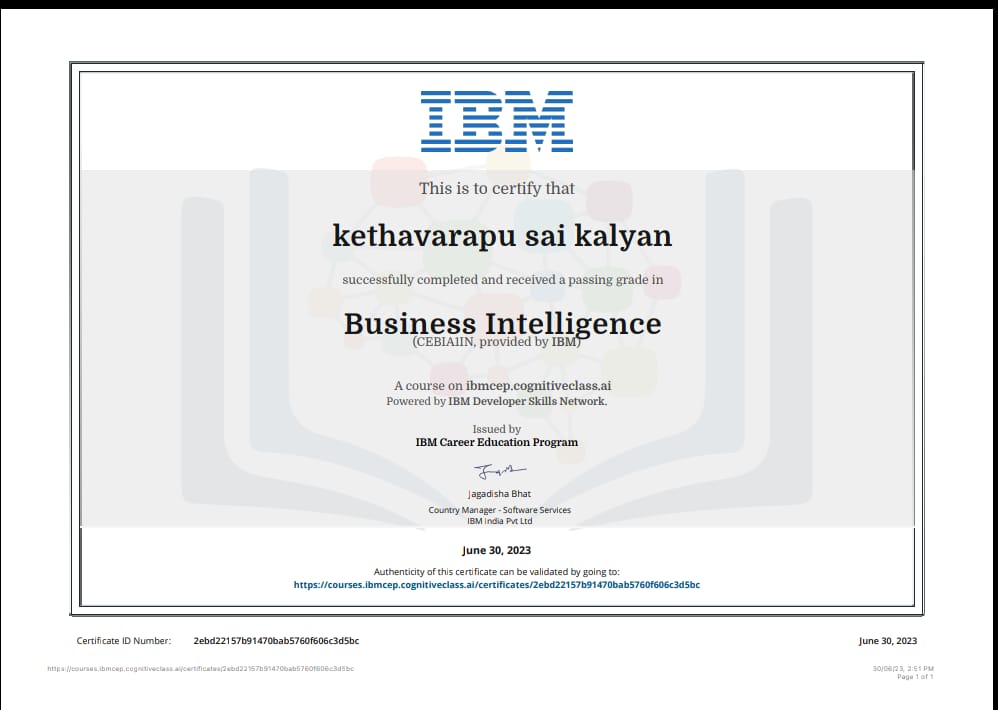 IBM
This is to certify that
kethavarapu sai kalyan
successfully completed and received a passing grade in
Business Intelligence
(CEBIA1IN, provided by IBM)
A course on ibmcep.cognitiveclass.ai
Powered by IBM Developer Skills Network.
Issued by
IBM Career Education Program
Jagadisha Bhat
Country Manager - Software Services
IBM India Pvt Ltd
June 30, 2023
Authenticity of this certificate can be validated by going to:
https://courses.ibmcep.cognitiveclass.ai/certificates/2ebd22157b91470bab5760f606c3d5bc
Certificate ID Number: 2ebd22157b91470bab5760f606c3d5bc June 30, 2023
https://courses.ibmcep.cognitiveclass.ai/certificates/2ebd22157b91470bab5760f606c3d5bc 30/06/23, 2:51 PM
Page 1 of 1